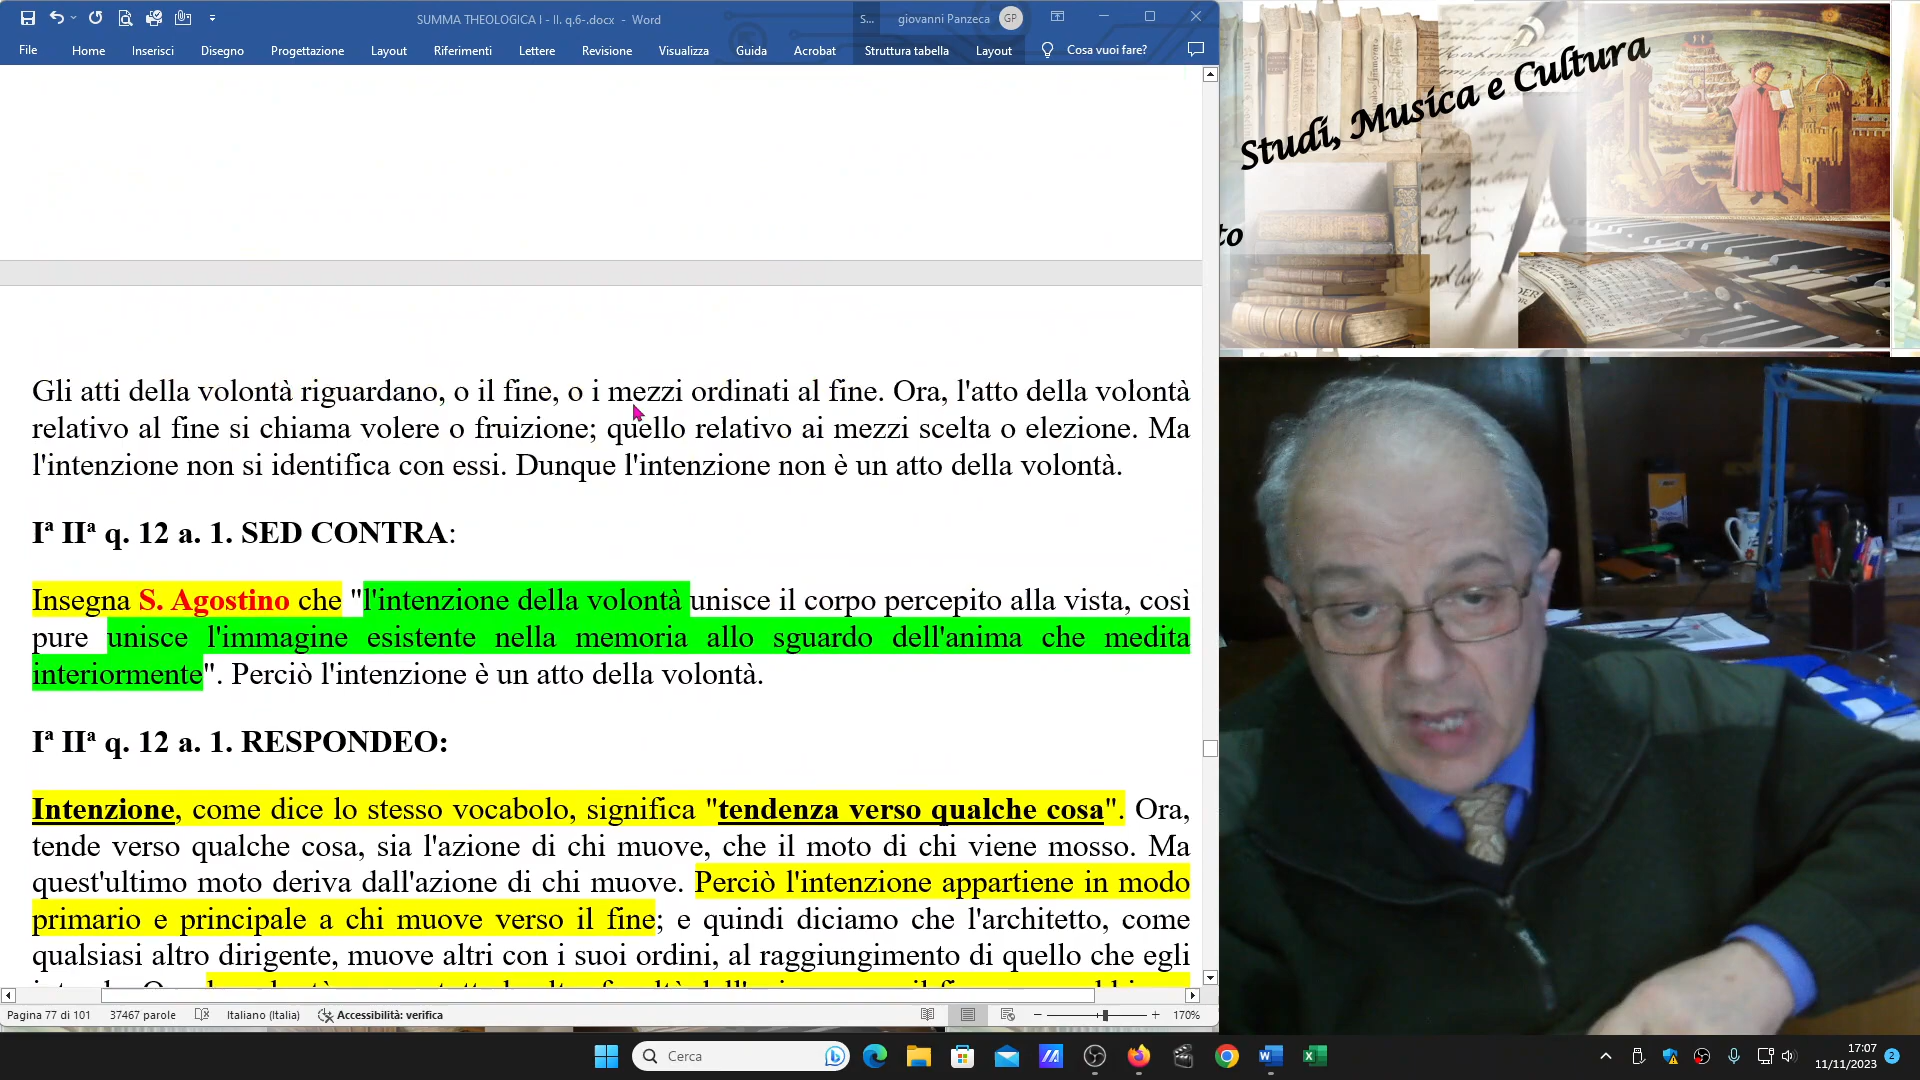 SUMMA THEOLOGICA I - II. q.6-.docx - Word
S...
giovanni Panzeca
GP
File Home Inserisci Disegno Progettazione Layout Riferimenti Lettere Revisione Visualizza Guida Acrobat Struttura tabella Layout Cosa vuoi fare?
Studi, Musica e Cultura
to
Gli atti della volontà riguardano, o il fine, o i mezzi ordinati al fine. Ora, l'atto della volontà
relativo al fine si chiama volere o fruizione; quello relativo ai mezzi scelta o elezione. Ma
l'intenzione non si identifica con essi. Dunque l'intenzione non è un atto della volontà.
Iª IIª q. 12 a. 1. SED CONTRA:
Insegna S. Agostino che "l'intenzione della volontà unisce il corpo percepito alla vista, così
pure unisce l'immagine esistente nella memoria allo sguardo dell'anima che medita
interiormente". Perciò l'intenzione è un atto della volontà.
Iª IIª q. 12 a. 1. RESPONDEO:
Intenzione, come dice lo stesso vocabolo, significa "tendenza verso qualche cosa". Ora,
tende verso qualche cosa, sia l'azione di chi muove, che il moto di chi viene mosso. Ma
quest'ultimo moto deriva dall'azione di chi muove. Perciò l'intenzione appartiene in modo
primario e principale a chi muove verso il fine; e quindi diciamo che l'architetto, come
qualsiasi altro dirigente, muove altri con i suoi ordini, al raggiungimento di quello che egli
Pagina 77 di 101 37467 parole Italiano (Italia) Accessibilità: verifica 170%
Cerca
17:07
11/11/2023
2